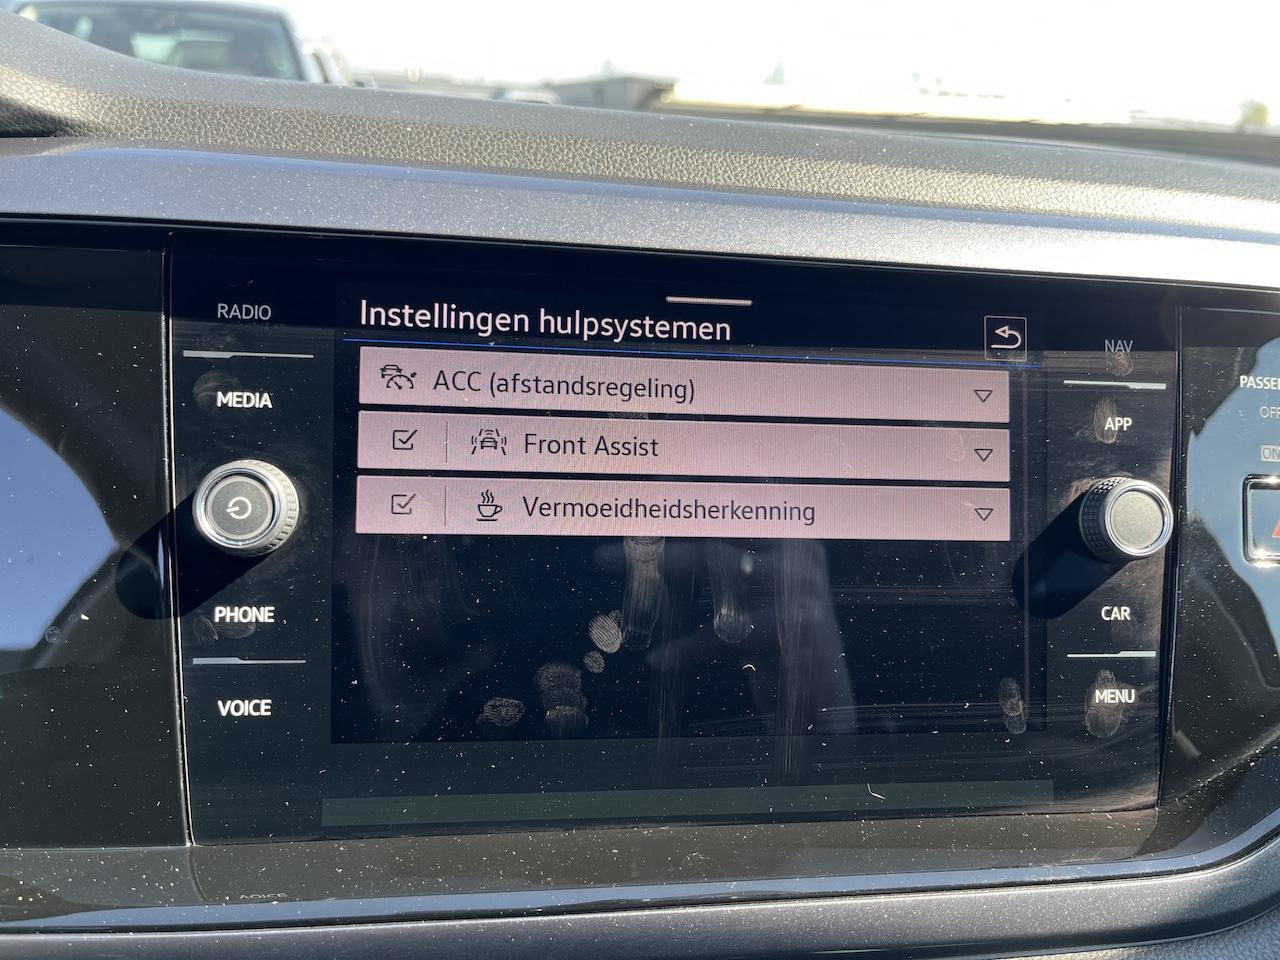 RADIO
MEDIA
PHONE
VOICE
Instellingen hulpsystemen
ACC (afstandsregeling)
Front Assist
Vermoeidheidsherkenning
NAV
APP
CAR
MENU